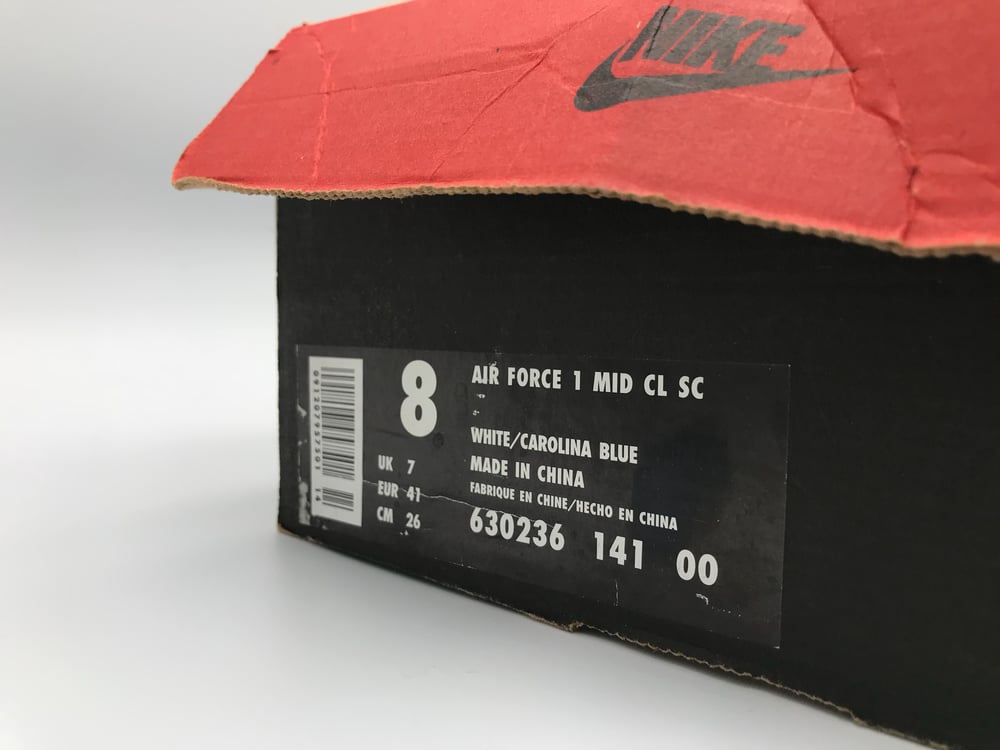 NIKE
8
UK 7
EUR 41
CM 26
AIR FORCE 1 MID CL SC
WHITE/CAROLINA BLUE
MADE IN CHINA
FABRIQUE EN CHINE/HECHO EN CHINA
630236 141 00